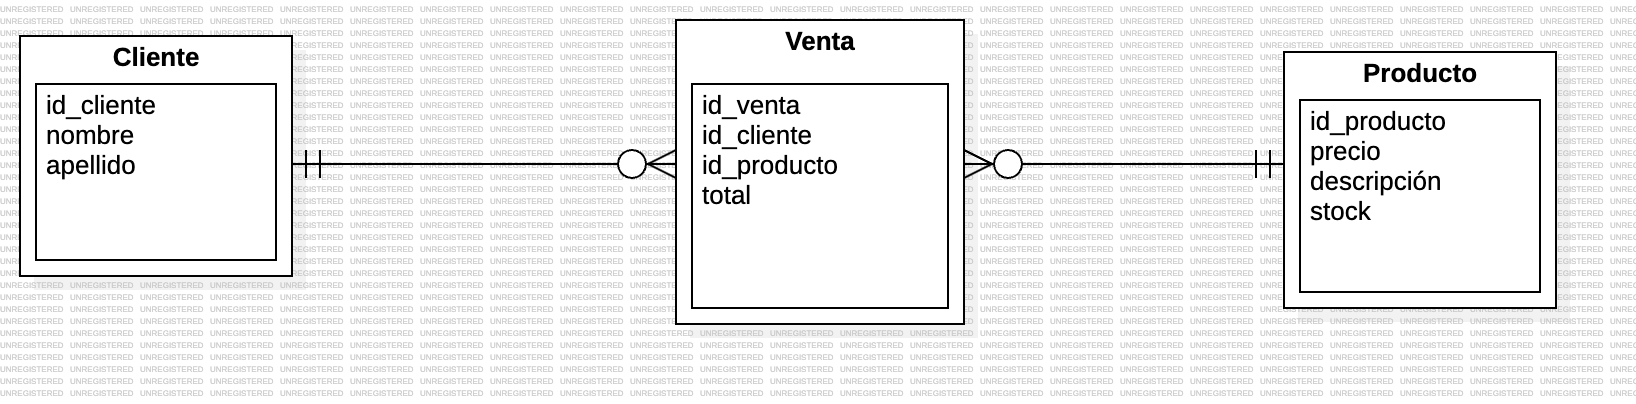 Cliente
id_cliente
nombre
apellido
Venta
id_venta
id_cliente
id_producto
total
Producto
id_producto
precio
descripción
stock
UNREGISTERED